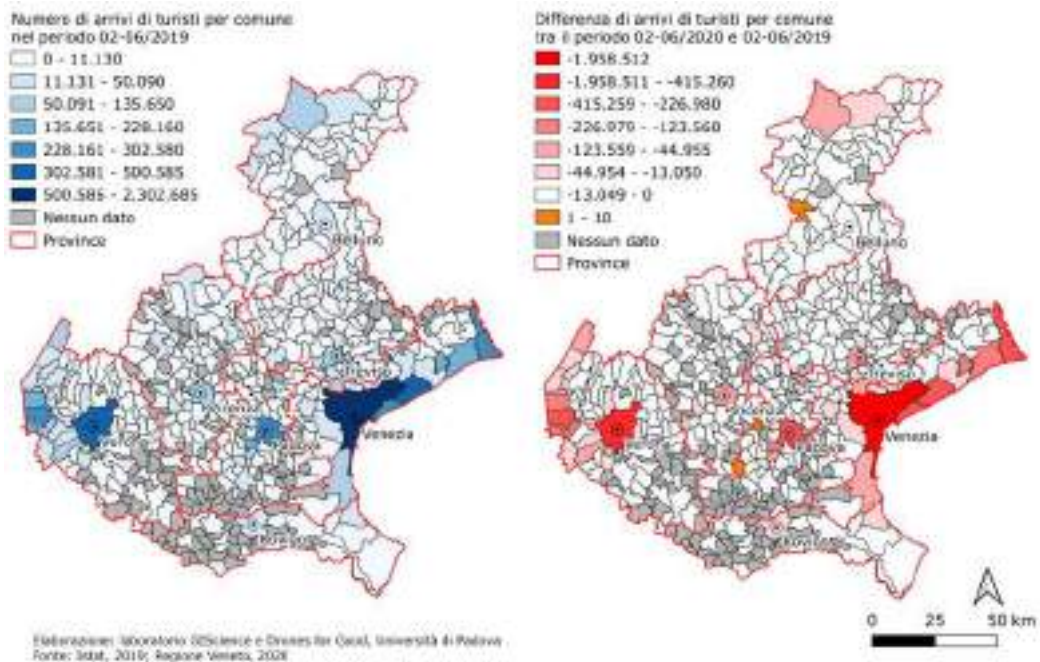 Numero di arrivi di turisti per comune
nel periodo 02-06/2019
0 - 11.130
11.131 - 50.090
50.091 - 135.650
135.651 - 228.160
228.161 - 302.580
302.581 - 500.585
500.586 - 2.302.685
Nessun dato
Province
Belluno
Treviso
Vicenza
Venezia
Rovigo
Differenza di arrivi di turisti per comune
tra il periodo 02-06/2020 e 02-06/2019
-1.958.512
-1.958.511 - -415.260
-415.259 - -226.980
-226.979 - -123.560
-123.559 - -44.955
-44.954 - -13.050
-13.049 - 0
1 - 10
Nessun dato
Province
Belluno
Treviso
Vicenza
Venezia
Rovigo
0 25 50 km
Elaborazione: laboratorio GIScience e Drones for Good, Università di Padova
Fonte: Istat, 2019; Regione Veneto, 2020